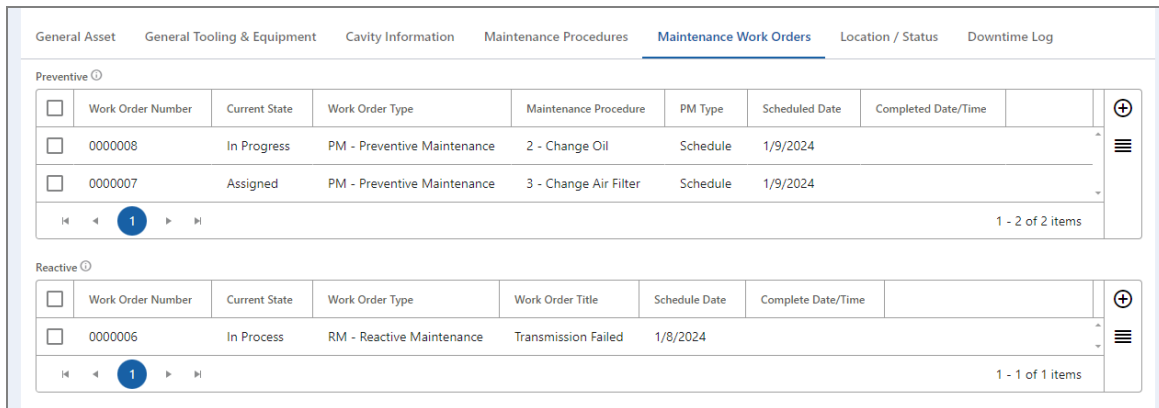 General Asset General Tooling & Equipment Cavity Information Maintenance Procedures Maintenance Work Orders Location / Status Downtime Log
Preventive
Work Order Number Current State Work Order Type Maintenance Procedure PM Type Scheduled Date Completed Date/Time
0000008 In Progress PM - Preventive Maintenance 2 - Change Oil Schedule 1/9/2024
0000007 Assigned PM - Preventive Maintenance 3 - Change Air Filter Schedule 1/9/2024
1 1 - 2 of 2 items
Reactive
Work Order Number Current State Work Order Type Work Order Title Schedule Date Complete Date/Time
0000006 In Process RM - Reactive Maintenance Transmission Failed 1/8/2024
1 1 - 1 of 1 items